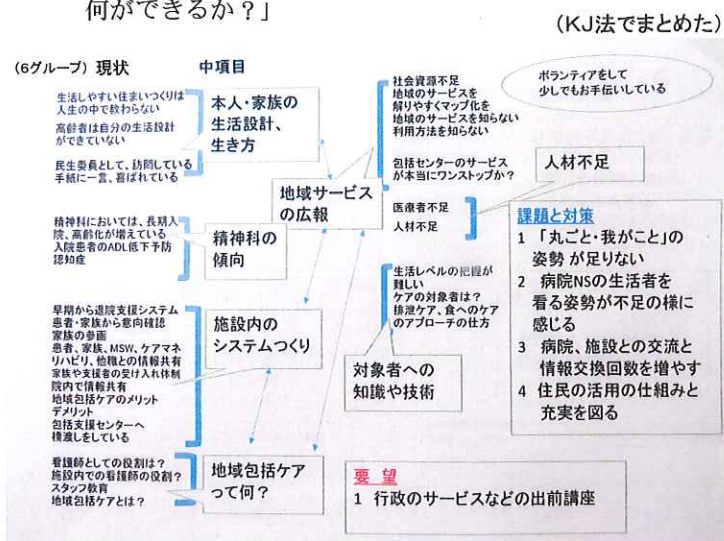 何ができるか？」
(KJ法でまとめた)
(6グループ) 現状 中項目
生活しやすい住まいつくりは
人生の中で教わらない
高齢者は自分の生活設計
ができていない
民生委員として、訪問している
手紙に一言、喜ばれている
本人・家族の
生活設計、
生き方
地域サービス
の広報
社会資源不足
地域のサービスを
解りやすくマップ化を
地域のサービスを知らない
利用方法を知らない
包括センターのサービス
が本当にワンストップか？
ボランティアをして
少しでもお手伝いしている
人材不足
医療者不足
人材不足
精神科においては、長期入
院、高齢化が増えている
入院患者のADL低下予防
認知症
精神科の
傾向
生活レベルの把握が
難しい
ケアの対象者は？
排泄ケア、食へのケア
のアプローチの仕方
対象者への
知識や技術
早期から退院支援システム
患者・家族から意向確認
家族の参画
患者、家族、MSW、ケアマネ
リハビリ、他職との情報共有
家族や支援者の受け入れ体制
院内で情報共有
地域包括ケアのメリット
デメリット
包括支援センターへ
橋渡しをしている
施設内の
システムつくり
看護師としての役割は？
施設内での看護師の役割？
スタッフ教育
地域包括ケアとは？
地域包括ケア
って何？
課題と対策
1 「丸ごと・我がこと」の
姿勢 が足りない
2 病院NSの生活者を
看る姿勢が不足の様に
感じる
3 病院、施設との交流と
情報交換回数を増やす
4 住民の活用の仕組みと
充実を図る
要 望
1 行政のサービスなどの出前講座